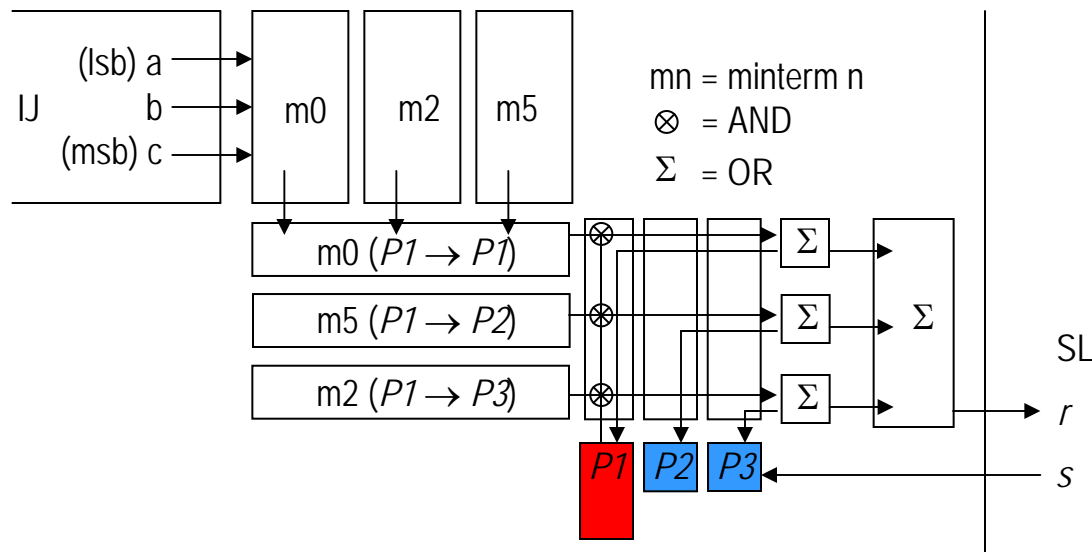 (lsb) a
IJ b
(msb) c
m0 m2 m5
mn = minterm n
⊗ = AND
Σ = OR
m0 (P1 → P1)
m5 (P1 → P2)
m2 (P1 → P3)
Σ
Σ
Σ
Σ
SL
r
s
P1 P2 P3